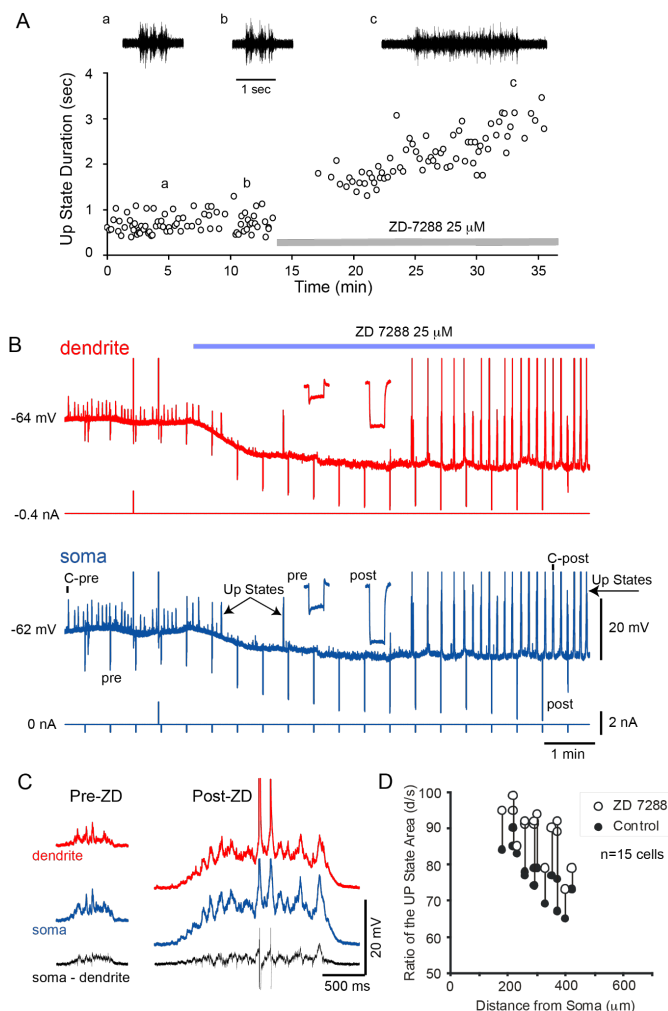 A
a
b
c
1 sec
Up State Duration (sec)
4
3
2
1
0
a
b
c
ZD-7288 25 μM
0 5 10 15 20 25 30 35
Time (min)
B
ZD 7288 25 μM
dendrite
-64 mV
-0.4 nA
soma
C-pre
Up States
pre
post
C-post
Up States
-62 mV
20 mV
pre
post
0 nA
2 nA
1 min
C
Pre-ZD
Post-ZD
dendrite
soma
20 mV
soma - dendrite
500 ms
D
Ratio of the UP State Area (d/s)
100
90
80
70
60
50
ZD 7288
Control
n=15 cells
0 200 400 600
Distance from Soma (μm)